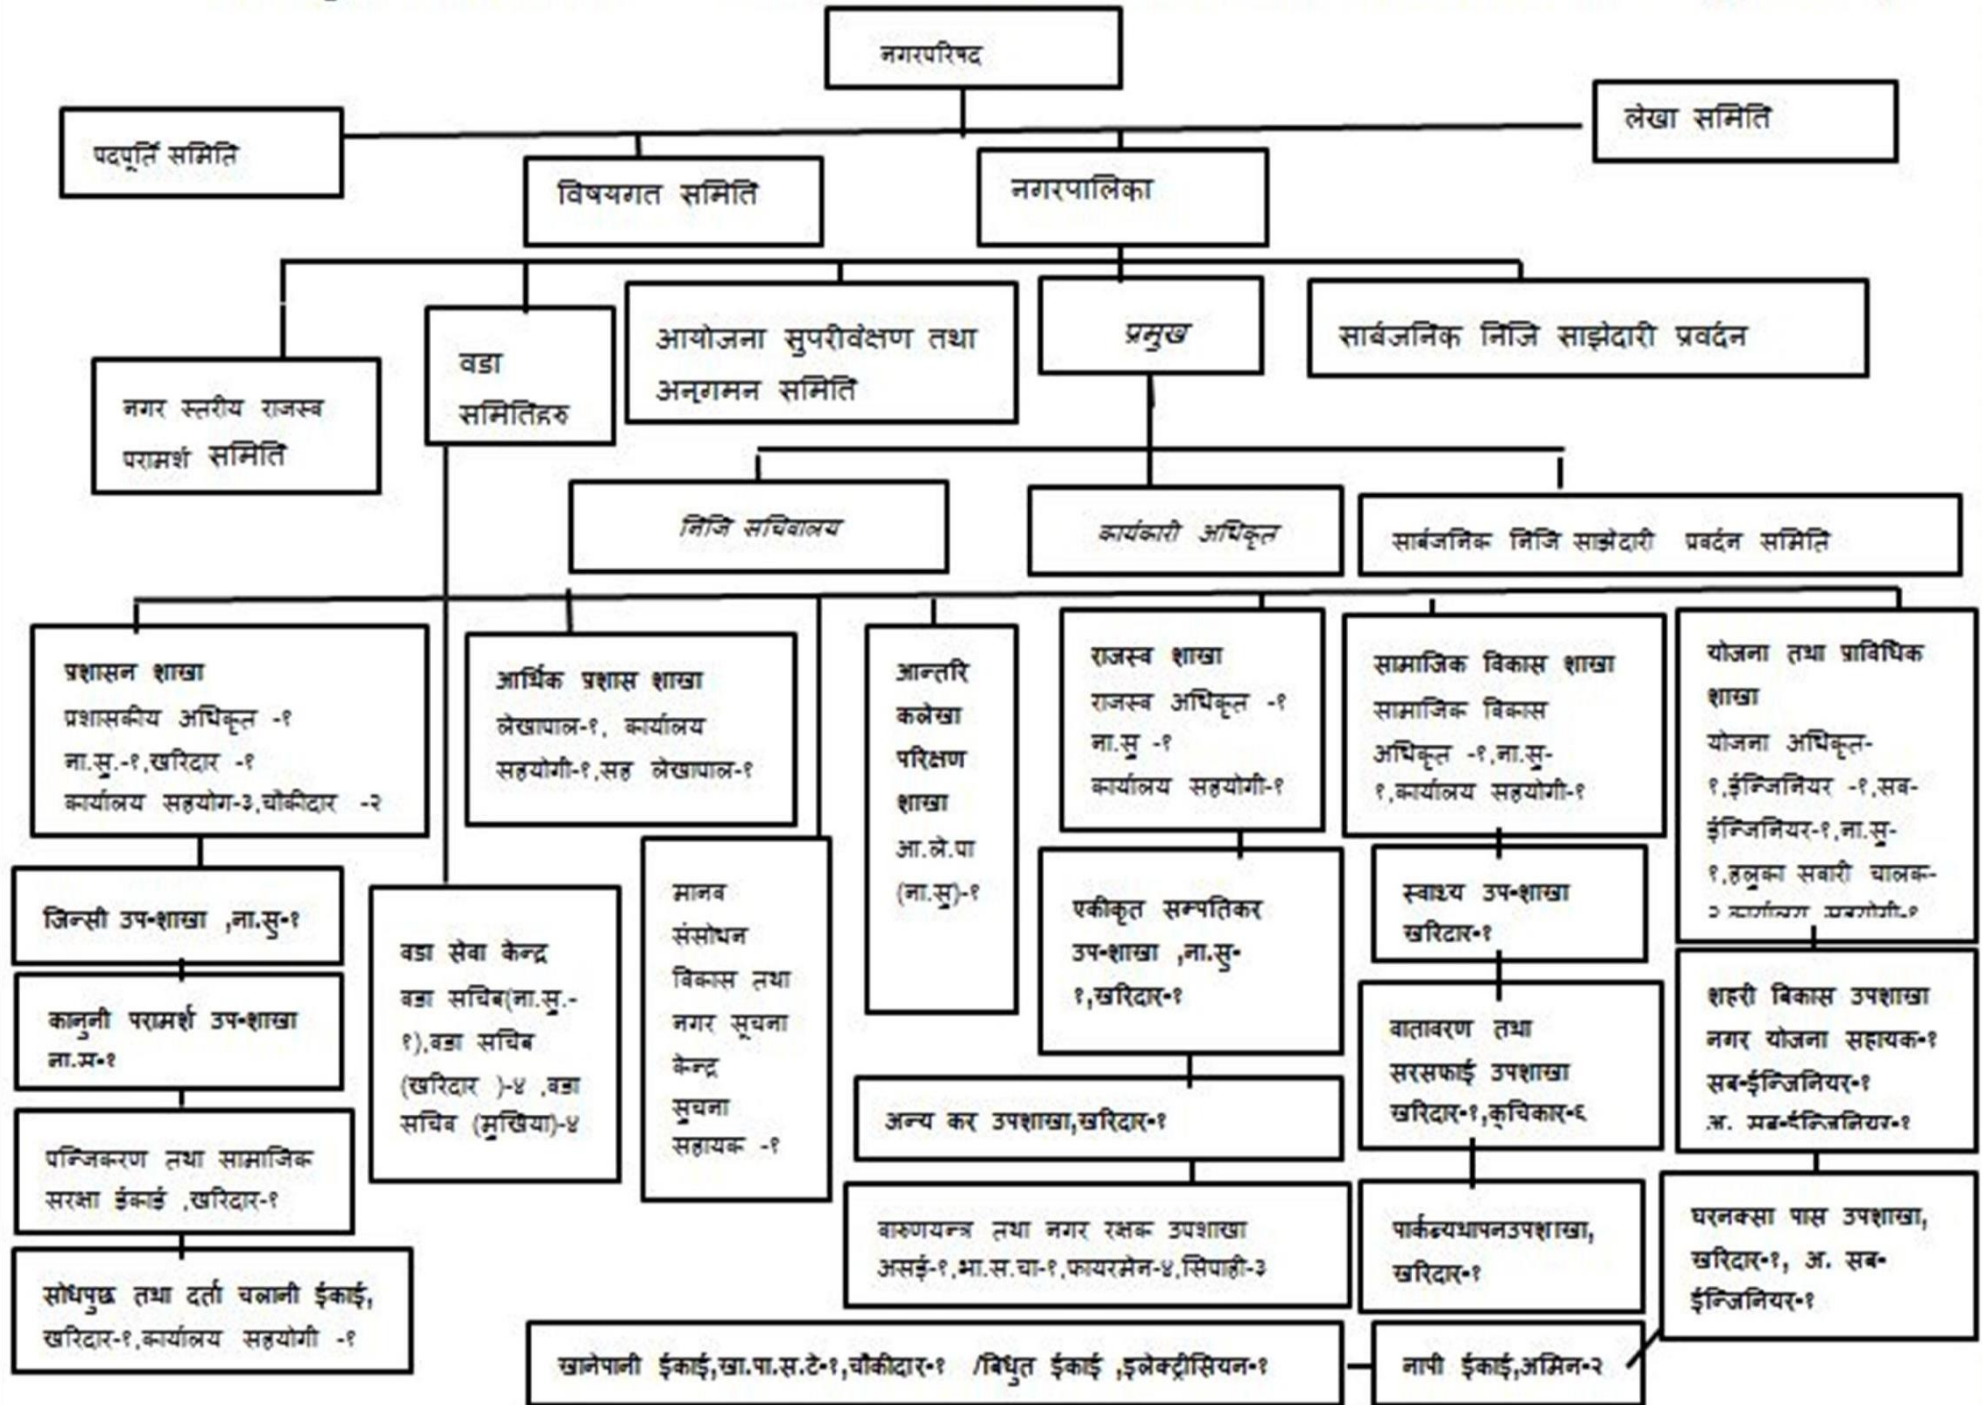 नगरपरिषद
लेखा समिति
पदपूर्ति समिति
विषयगत समिति
नगरपालिका
नगर स्तरीय राजस्व
परामर्श समिति
वडा
समितिहरु
आयोजना सुपरीवेक्षण तथा
अनुगमन समिति
प्रमुख
सार्बजनिक निजि साझेदारी प्रवर्दन
निजि सचिबालय
कार्यकारी अधिकृत
सार्बजनिक निजि साझेदारी प्रबर्दन समिति
प्रशासन शाखा
प्रशासकीय अधिकृत -१
ना.सु.-१,खरिदार -१
कार्यालय सहयोग-३,चौकीदार -२
आर्थिक प्रशास शाखा
लेखापाल-१, कार्यालय
सहयोगी-१,सह लेखापाल-१
आन्तरि
कलेखा
परिक्षण
शाखा
आ.ले.पा
(ना.सु)-१
राजस्व शाखा
राजस्व अधिकृत -१
ना.सु -१
कार्यालय सहयोगी-१
सामाजिक विकास शाखा
सामाजिक बिकास
अधिकृत -१,ना.सु-
१,कार्यालय सहयोगी-१
योजना तथा प्राविधिक
शाखा
योजना अधिकृत-
१,ईन्जिनियर -१,सब-
ईन्जिनियर-१,ना.सु-
१,हलुका सवारी चालक-
२,कार्यालय सहयोगी-१
जिन्सी उप-शाखा ,ना.सु-१
कानुनी परामर्श उप-शाखा
ना.स-१
पन्जिकरण तथा सामाजिक
सरक्षा ईकाई ,खरिदार-१
सोधपुछ तथा दर्ता चलानी ईकाई,
खरिदार-१,कार्यालय सहयोगी -१
वडा सेवा केन्द्र
वडा सचिब(ना.सु.-
१),वडा सचिब
(खरिदार )-४ ,वडा
सचिब (मुखिया)-४
मानब
संसोधन
विकास तथा
नगर सूचना
केन्द्र
सुचना
सहायक -१
एकीकृत सम्पतिकर
उप-शाखा ,ना.सु-
१,खरिदार-१
अन्य कर उपशाखा,खरिदार-१
बारुणयन्त्र तथा नगर रक्षक उपशाखा
असई-१,भा.स.चा-१,फायरमेन-४,सिपाही-३
स्वाथ्य उप-शाखा
खरिदार-१
वातावरण तथा
सरसफाई उपशाखा
खरिदार-१,कुचिकार-६
पार्कब्यथापनउपशाखा,
खरिदार-१
शहरी बिकास उपशाखा
नगर योजना सहायक-१
सब-ईन्जिनियर-१
अ. सब-ईन्जिनियर-१
घरनक्सा पास उपशाखा,
खरिदार-१, अ. सब-
ईन्जिनियर-१
खानेपानी ईकाई,खा.पा.स.टे-१,चौकीदार-१ /बिधुत ईकाई ,इलेक्ट्रीसियन-१
नापी ईकाई,अमिन-२